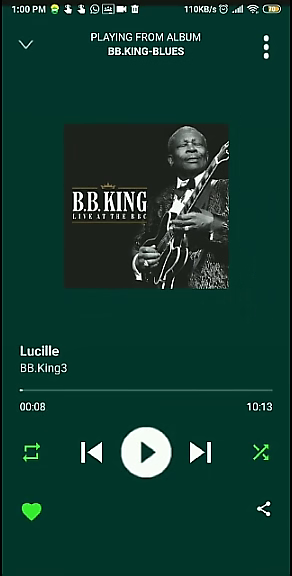 1:00 PM 110KB/s 70
PLAYING FROM ALBUM
BB.KING-BLUES
B.B. KING
LIVE AT THE BBC
Lucille
BB.King3
00:08 10:13